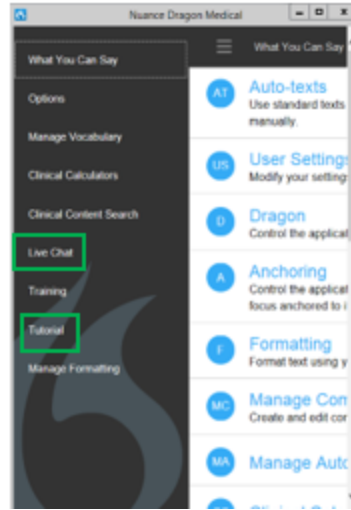 Nuance Dragon Medical
What You Can Say
Options
Manage Vocabulary
Clinical Calculators
Clinical Content Search
Live Chat
Training
Tutorial
Manage Formatting
What You Can Say
AT
Auto-texts
Use standard texts
manually.
US
User Settings
Modify your settings
D
Dragon
Control the applicat
A
Anchoring
Control the applicat
focus anchored to i
F
Formatting
Format text using y
MC
Manage Com
Create and edit cor
MA
Manage Auto